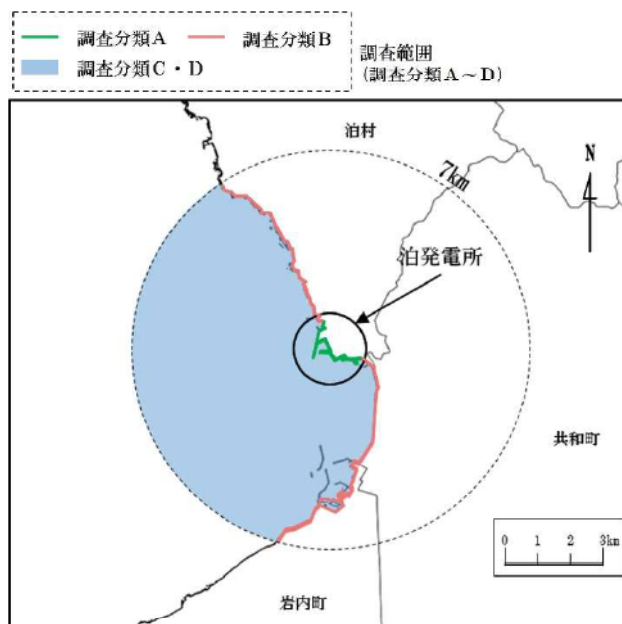 調査分類A 調査分類B
調査分類C・D
調査範囲
(調査分類A～D)
泊村
7km
N
泊発電所
共和町
0 1 2 3km
岩内町